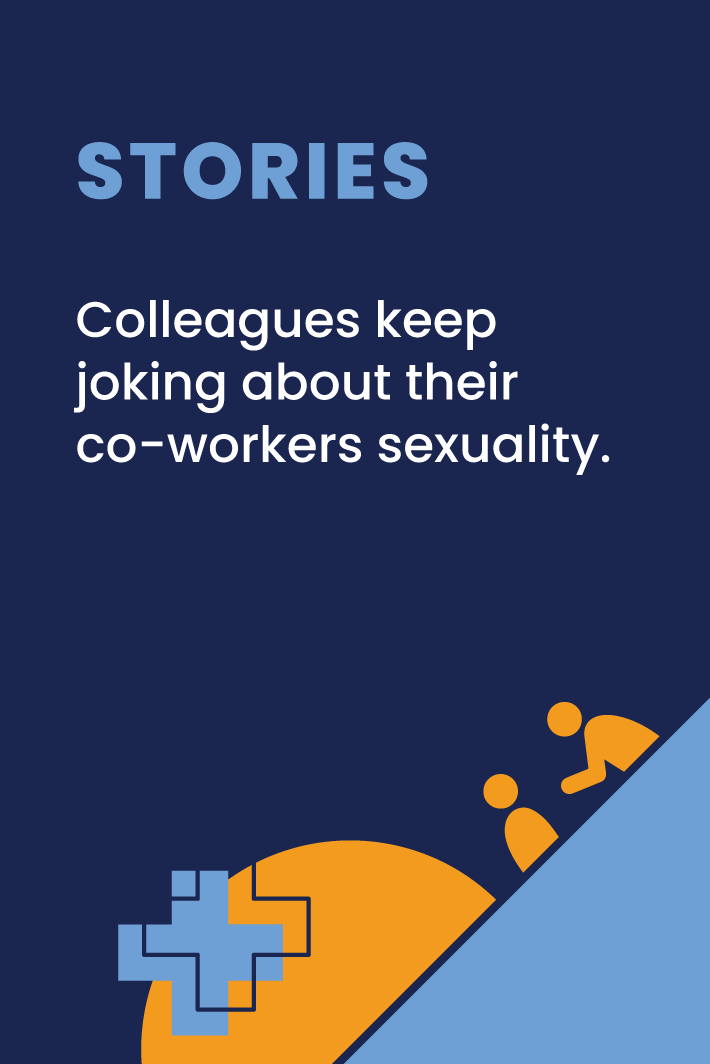 STORIES
Colleagues keep
joking about their
co-workers sexuality.